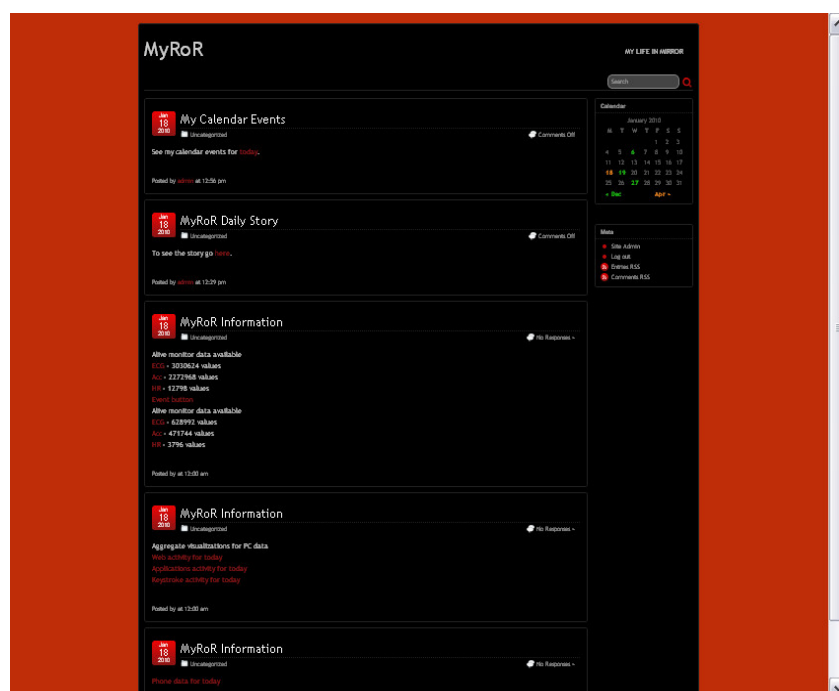 MyRoR
MY LIFE IN MIRROR
Search
Jan
18
2010
My Calendar Events
Uncategorized
Comments Off
See my calendar events for today.
Posted by admin at 12:56 pm
Jan
18
2010
MyRoR Daily Story
Uncategorized
Comments Off
To see the story go here.
Posted by admin at 12:29 pm
Jan
18
2010
MyRoR Information
Uncategorized
No Responses »
Alive monitor data available
ECG - 3030624 values
Acc - 2272968 values
HR - 12798 values
Event button
Alive monitor data available
ECG - 628992 values
Acc - 471744 values
HR - 3796 values
Posted by at 12:00 am
Jan
18
2010
MyRoR Information
Uncategorized
No Responses »
Aggregate visualizations for PC data
Web activity for today
Applications activity for today
Keystroke activity for today
Posted by at 12:00 am
Jan
18
2010
MyRoR Information
Uncategorized
No Responses »
Phone data for today
Calendar
January 2010
M T W T F S S
1 2 3
4 5 6 7 8 9 10
11 12 13 14 15 16 17
18 19 20 21 22 23 24
25 26 27 28 29 30 31
« Dec Apr »
Meta
Site Admin
Log out
Entries RSS
Comments RSS